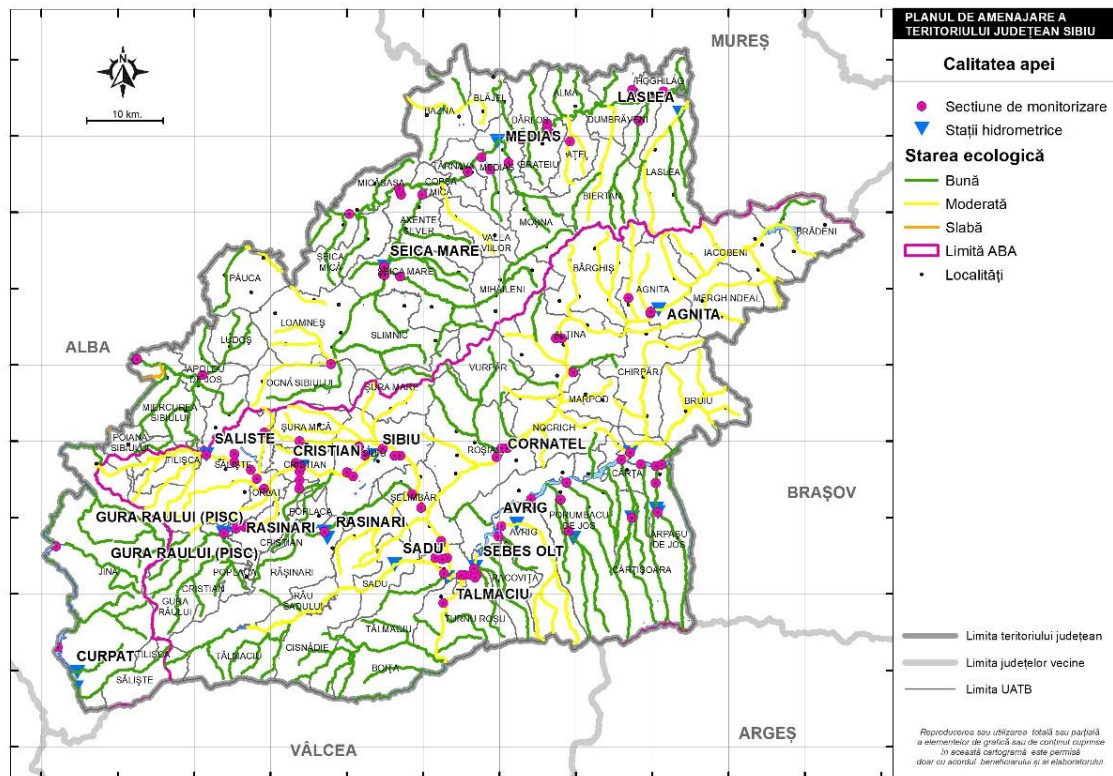 PLANUL DE AMENAJARE A
TERITORIULUI JUDEȚEAN SIBIU
Calitatea apei
Sectiune de monitorizare
Stații hidrometrice
Starea ecologică
Bună
Moderată
Slabă
Limită ABA
Localități
Limita teritoriului județean
Limita județelor vecine
Limita UATB
Reproducerea sau utilizarea totală sau parțială
a elementelor de grafică sau de conținut cuprinse
în această cartogramă este permisă
doar cu acordul beneficiarului și al elaboratorului.
10 km.
MUREȘ
ALBA
BRAȘOV
ARGEȘ
VÂLCEA
HOGHILAG
BLĂJEL
ALMA
LASLEA
BAZNA
DÂRLOS
DUMBRĂVENI
MEDIAS
AȚEL
TÂRNAVA
MEDIAȘ
BRATEIU
LASLEA
MICĂSASA
COPȘA
MICĂ
BIERTAN
AXENTE
SEVER
MOȘNA
VALEA
VIILOR
BRĂDENI
SEICA MARE
ȘEICA
MICĂ
ȘEICA MARE
IACOBENI
BÂRGHIȘ
PĂUCA
MIHĂILENI
AGNITA
MERGHINDEAL
AGNITA
LOAMNEȘ
SLIMNIC
ALȚINA
LUDOȘ
VURPĂR
CHIRPĂR
APOLDU
DE JOS
OCNA SIBIULUI
ȘURA MARE
MARPOD
BRUIU
MIERCUREA
SIBIULUI
NOCRICH
ȘURA MICĂ
POIANA
SIBIULUI
SALISTE
SIBIU
CORNATEL
CRISTIAN
ROȘIA
TILIȘCA
SĂLIȘTE
CRISTIAN
SIBIU
CÂRȚA
ORLAT
ȘELIMBĂR
AVRIG
PORUMBACU
DE JOS
GURA RAULUI (PISC)
POPLACA
RASINARI
RASINARI
AVRIG
ARPAȘU
DE JOS
CRISTIAN
GURA RAULUI (PISC)
SADU
SEBES OLT
JINA
POPLACA
RĂȘINARI
RACOVIȚA
CÂRȚIȘOARA
SADU
CRISTIAN
RÂU
SADULUI
TALMACIU
GURA
RÂULUI
TURNU ROȘU
TĂLMACIU
CURPAT
TILIȘCA
TĂLMACIU
CISNĂDIE
BOIȚA
SĂLIȘTE